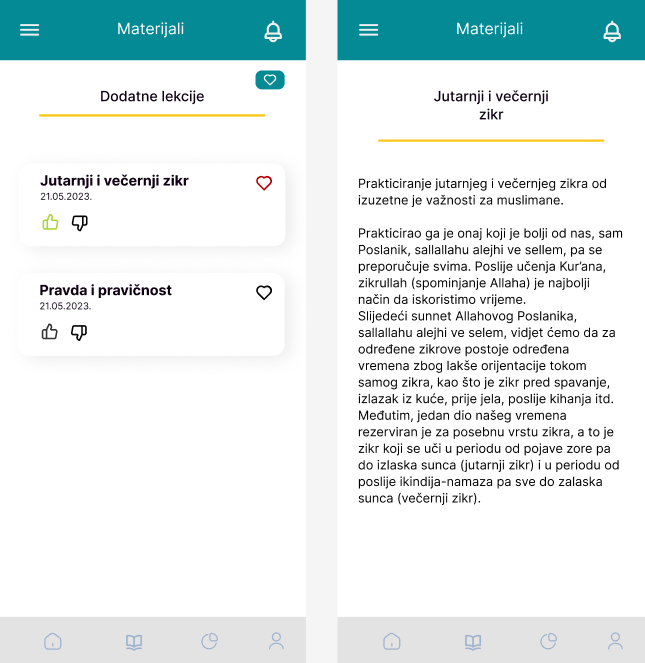 Materijali
Dodatne lekcije
Jutarnji i večernji zikr
21.05.2023.
Pravda i pravičnost
21.05.2023.
Materijali
Jutarnji i večernji
zikr
Prakticiranje jutarnjeg i večernjeg zikra od
izuzetne je važnosti za muslimane.
Prakticirao ga je onaj koji je bolji od nas, sam
Poslanik, sallallahu alejhi ve sellem, pa se
preporučuje svima. Poslije učenja Kur’ana,
zikrullah (spominjanje Allaha) je najbolji
način da iskoristimo vrijeme.
Slijedeći sunnet Allahovog Poslanika,
sallallahu alejhi ve selem, vidjet ćemo da za
određene zikrove postoje određena
vremena zbog lakše orijentacije tokom
samog zikra, kao što je zikr pred spavanje,
izlazak iz kuće, prije jela, poslije kihanja itd.
Međutim, jedan dio našeg vremena
rezerviran je za posebnu vrstu zikra, a to je
zikr koji se uči u periodu od pojave zore pa
do izlaska sunca (jutarnji zikr) i u periodu od
poslije ikindija-namaza pa sve do zalaska
sunca (večernji zikr).